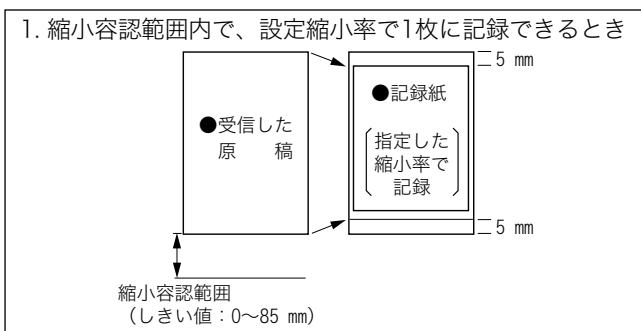 1. 縮小容認範囲内で、設定縮小率で1枚に記録できるとき
5 mm
●受信した
原　稿
●記録紙
指定した
縮小率で
記録
5 mm
縮小容認範囲
（しきい値：0～85 mm）